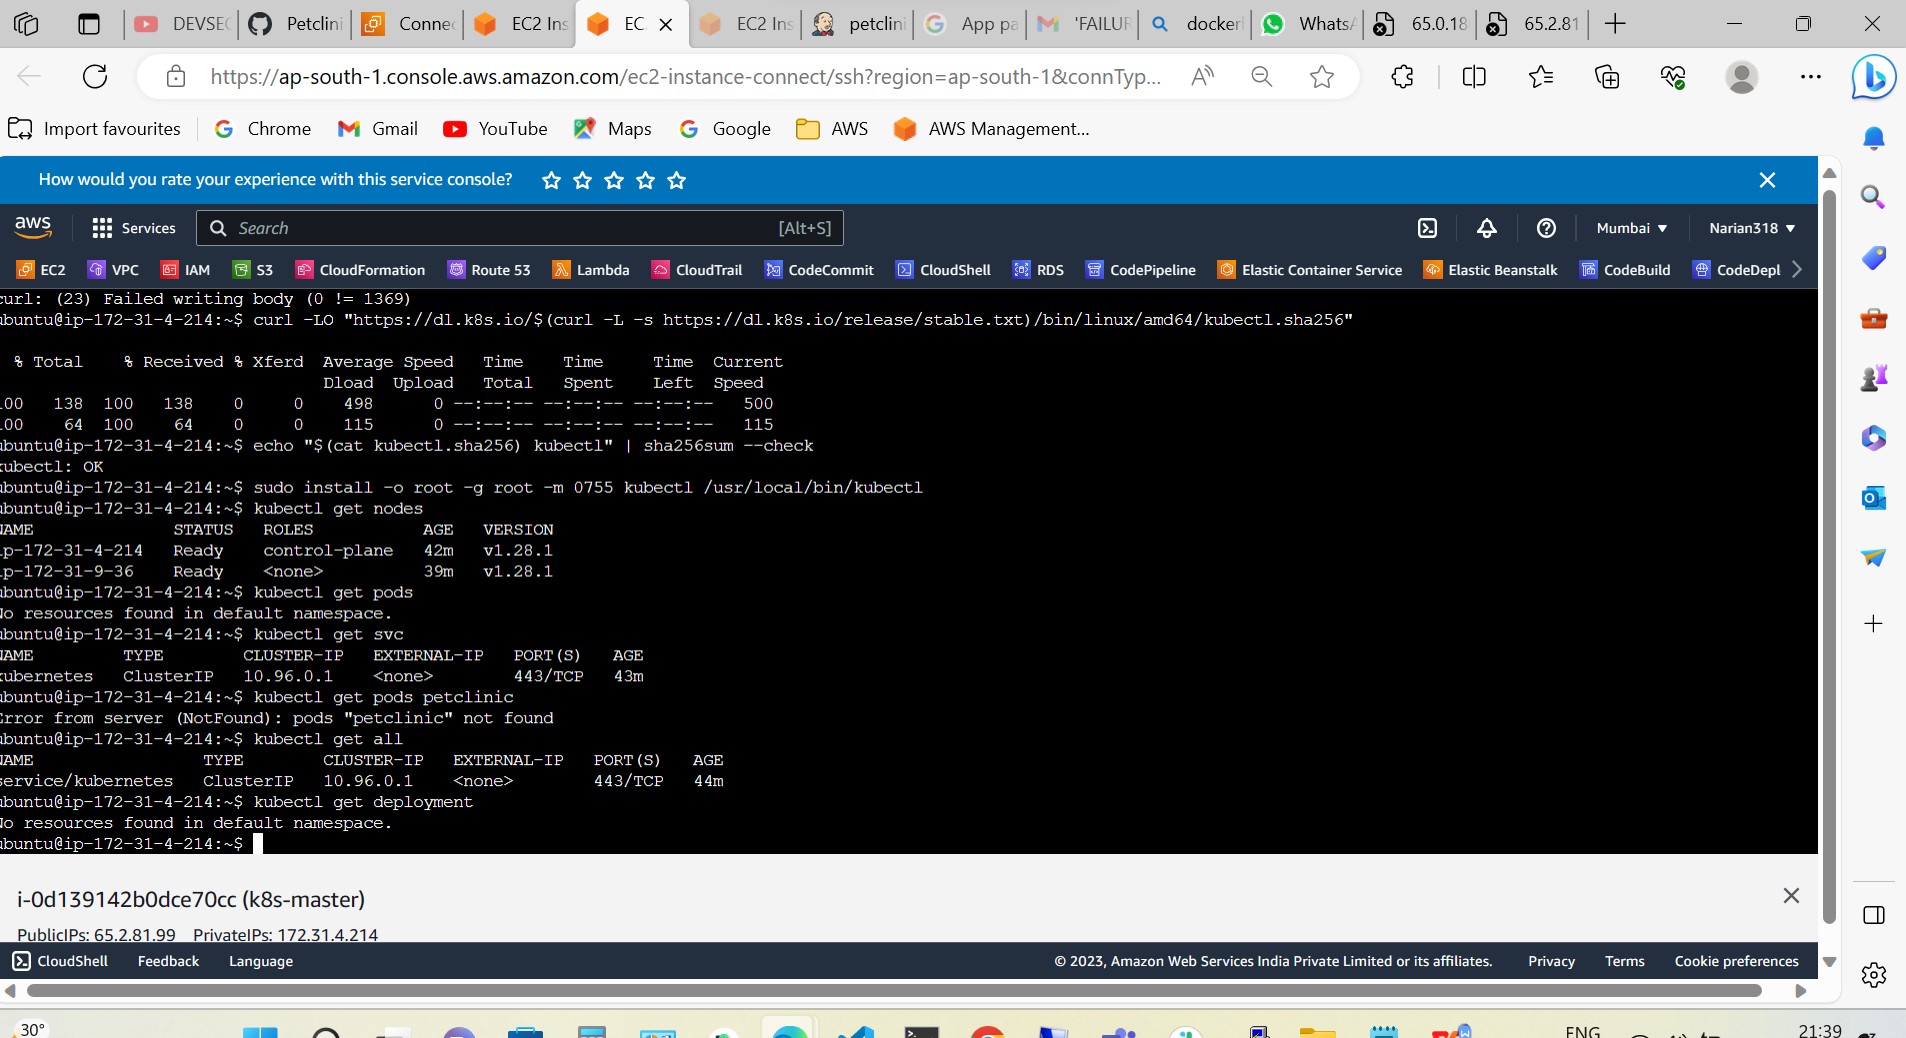 DEVSEC
Petclini
Connec
EC2 Ins
EC
EC2 Ins
petclini
App pa
'FAILUR
docker
WhatsA
65.0.18
65.2.81
https://ap-south-1.console.aws.amazon.com/ec2-instance-connect/ssh?region=ap-south-1&connTyp...
Import favourites
Chrome
Gmail
YouTube
Maps
Google
AWS
AWS Management...
How would you rate your experience with this service console?
aws
Services
Search
[Alt+S]
Mumbai
Narian318
EC2
VPC
IAM
S3
CloudFormation
Route 53
Lambda
CloudTrail
CodeCommit
CloudShell
RDS
CodePipeline
Elastic Container Service
Elastic Beanstalk
CodeBuild
CodeDepl
curl: (23) Failed writing body (0 != 1369)
ubuntu@ip-172-31-4-214:~$ curl -LO "https://dl.k8s.io/$(curl -L -s https://dl.k8s.io/release/stable.txt)/bin/linux/amd64/kubectl.sha256"
% Total % Received % Xferd Average Speed Time Time Time Current
Dload Upload Total Spent Left Speed
00 138 100 138 0 0 498 0 --:--:-- --:--:-- --:--:-- 500
00 64 100 64 0 0 115 0 --:--:-- --:--:-- --:--:-- 115
ubuntu@ip-172-31-4-214:~$ echo "$(cat kubectl.sha256) kubectl" | sha256sum --check
kubectl: OK
ubuntu@ip-172-31-4-214:~$ sudo install -o root -g root -m 0755 kubectl /usr/local/bin/kubectl
ubuntu@ip-172-31-4-214:~$ kubectl get nodes
NAME STATUS ROLES AGE VERSION
ip-172-31-4-214 Ready control-plane 42m v1.28.1
ip-172-31-9-36 Ready <none> 39m v1.28.1
ubuntu@ip-172-31-4-214:~$ kubectl get pods
No resources found in default namespace.
ubuntu@ip-172-31-4-214:~$ kubectl get svc
NAME TYPE CLUSTER-IP EXTERNAL-IP PORT(S) AGE
kubernetes ClusterIP 10.96.0.1 <none> 443/TCP 43m
ubuntu@ip-172-31-4-214:~$ kubectl get pods petclinic
Error from server (NotFound): pods "petclinic" not found
ubuntu@ip-172-31-4-214:~$ kubectl get all
NAME TYPE CLUSTER-IP EXTERNAL-IP PORT(S) AGE
service/kubernetes ClusterIP 10.96.0.1 <none> 443/TCP 44m
ubuntu@ip-172-31-4-214:~$ kubectl get deployment
No resources found in default namespace.
ubuntu@ip-172-31-4-214:~$
i-0d139142b0dce70cc (k8s-master)
PublicIPs: 65.2.81.99 PrivateIPs: 172.31.4.214
CloudShell
Feedback
Language
© 2023, Amazon Web Services India Private Limited or its affiliates.
Privacy
Terms
Cookie preferences
30°
ENG
21:39